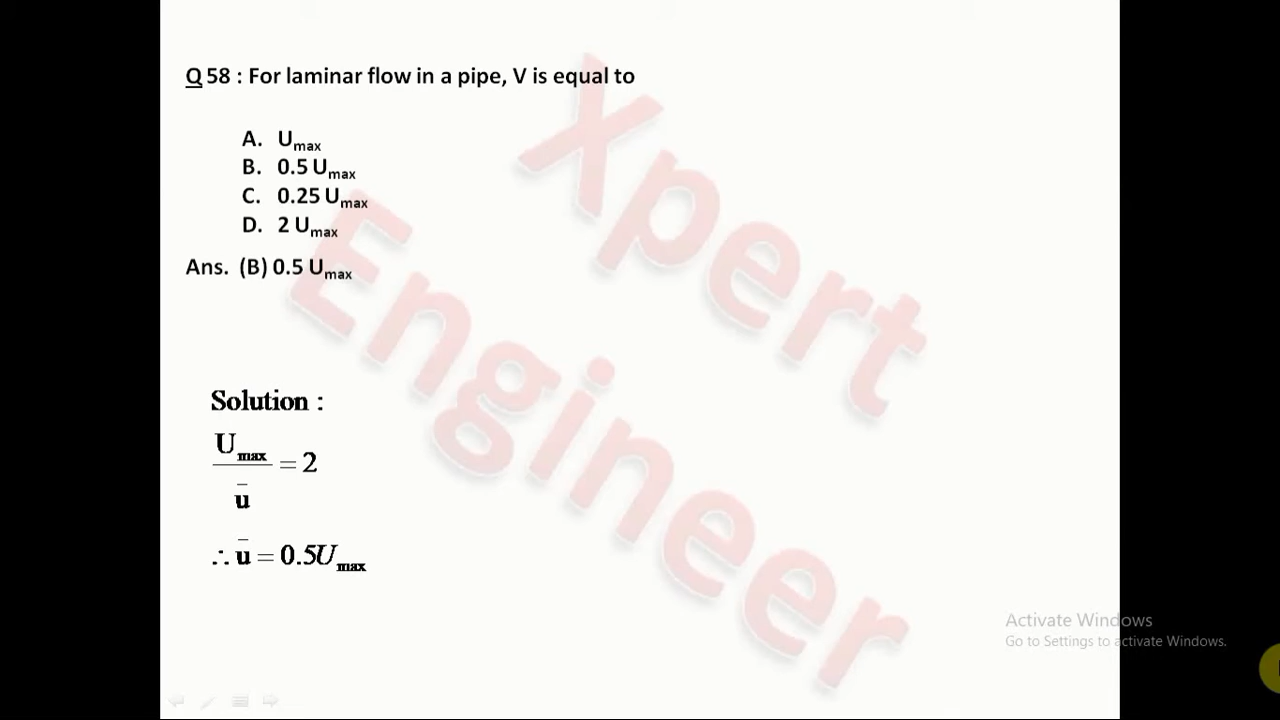 Q 58 : For laminar flow in a pipe, V is equal to
A. Umax
B. 0.5 Umax
C. 0.25 Umax
D. 2 Umax
Ans. (B) 0.5 Umax
Xpert
Engineer
Solution :
Umax / ū = 2
∴ ū = 0.5Umax
Activate Windows
Go to Settings to activate Windows.